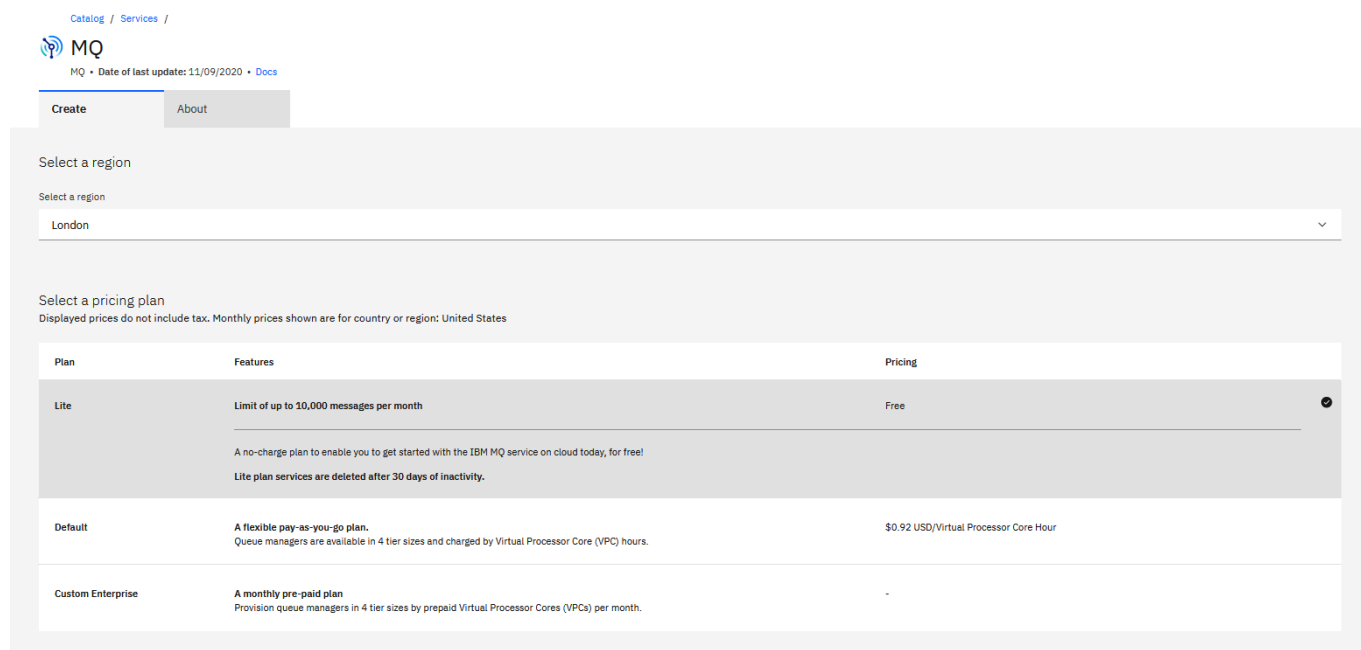 Catalog / Services /
MQ
MQ • Date of last update: 11/09/2020 • Docs
Create About
Select a region
Select a region
London
Select a pricing plan
Displayed prices do not include tax. Monthly prices shown are for country or region: United States
Plan Features Pricing
Lite Limit of up to 10,000 messages per month Free
A no-charge plan to enable you to get started with the IBM MQ service on cloud today, for free!
Lite plan services are deleted after 30 days of inactivity.
Default A flexible pay-as-you-go plan. $0.92 USD/Virtual Processor Core Hour
Queue managers are available in 4 tier sizes and charged by Virtual Processor Core (VPC) hours.
Custom Enterprise A monthly pre-paid plan -
Provision queue managers in 4 tier sizes by prepaid Virtual Processor Cores (VPCs) per month.